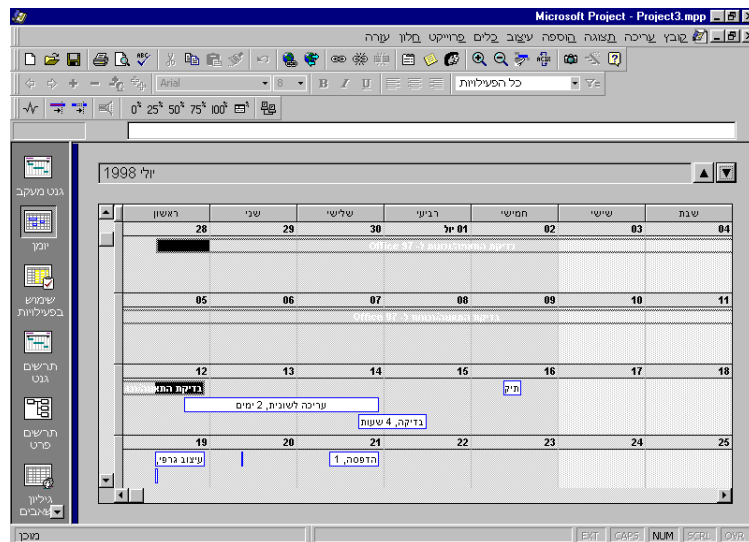 Microsoft Project - Project3.mpp
קובץ עריכה תצוגה הוספה עיצוב כלים פרוייקט חלון עזרה
Arial 8 B I U כל הפעילויות
0% 25% 50% 75% 100%
גנט מעקב
יומן
שימוש בפעילויות
תרשים גנט
תרשים פרט
גיליון משאבים
יולי 1998
ראשון שני שלישי רביעי חמישי שישי שבת
28 29 30 01 יול 02 03 04
בדיקת התאמה/נכונות ל- Office 97
05 06 07 08 09 10 11
בדיקת התאמה/נכונות ל- Office 97
12 13 14 15 16 17 18
בדיקת התאמה/נכו
תיק
עריכה לשונית, 2 ימים
בדיקה, 4 שעות
19 20 21 22 23 24 25
עיצוב גרפי,
הדפסה, 1
מוכן
EXT CAPS NUM SCRL OVR